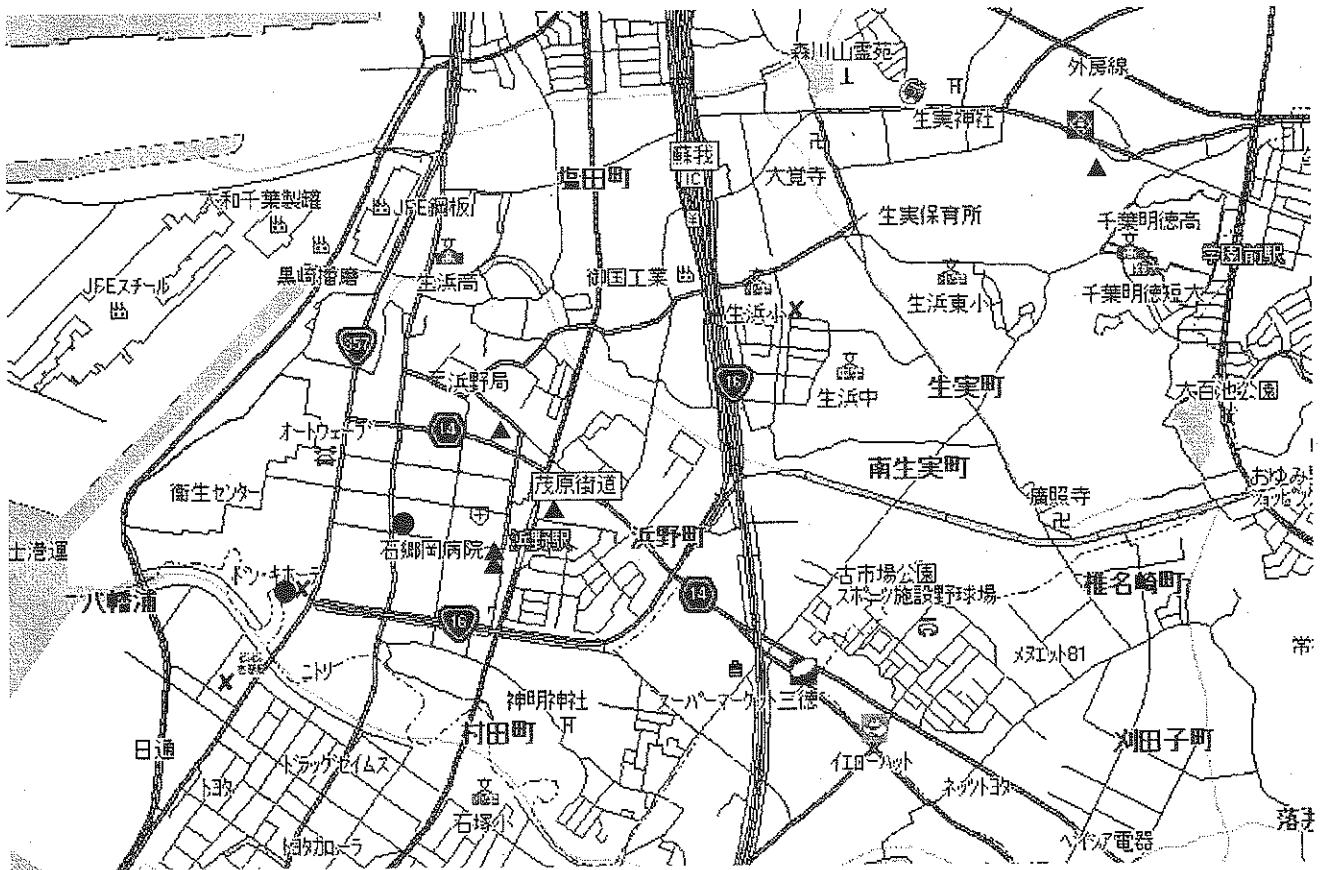 森川山霊苑
外房線
生実神社
蘇我
IC
塩田町
大覚寺
大和千葉製罐
JFE鋼板
生実保育所
千葉明徳高
学園前駅
黒崎播磨
生浜高
御国工業
JFEスチール
生浜小
生浜東小
千葉明徳短大
357
16
浜野局
生浜中
生実町
六百池公園
14
オートウェーブ
南生実町
茂原街道
衛生センター
廣照寺
おゆみ野
石郷岡病院
浜野駅
浜野町
士港運
ドン・キホーテ
古市場公園
スポーツ施設野球場
椎名崎町
八幡浦
16
14
メヌエット81
ニトリ
神明神社
スーパーマーケット三徳
村田町
刈田子町
日通
ドラッグセイムス
イエローハット
トヨタ
ネッツトヨタ
石塚小
トヨタカローラ
ベイシア電器
落井